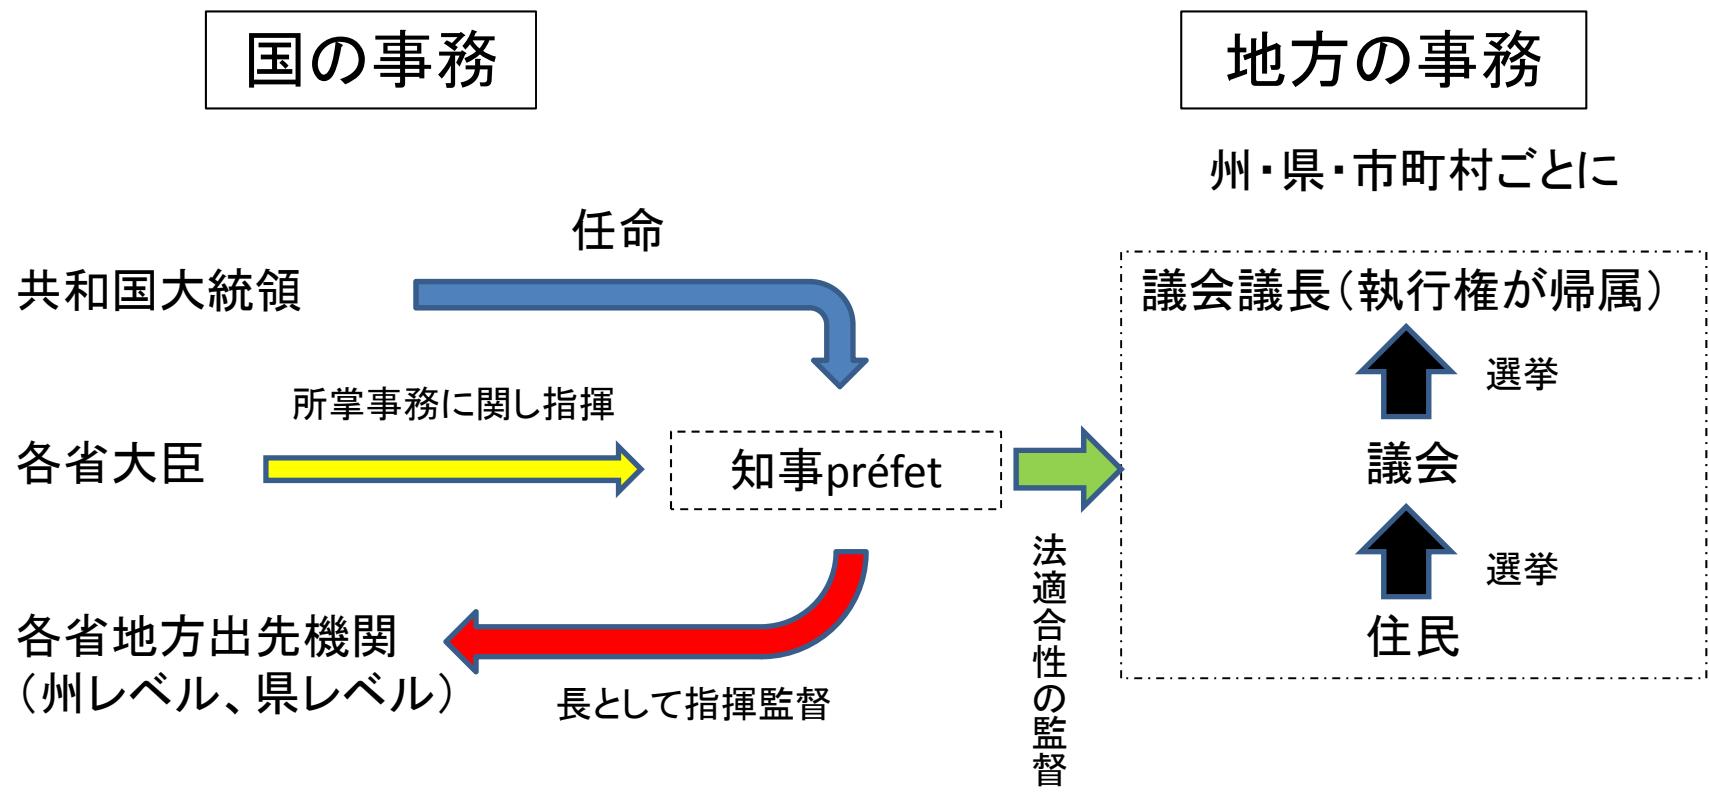 国の事務
地方の事務
州・県・市町村ごとに
任命
共和国大統領
議会議長（執行権が帰属）
選挙
所掌事務に関し指揮
各省大臣
知事préfet
議会
法適合性の監督
選挙
各省地方出先機関
（州レベル、県レベル）
住民
長として指揮監督